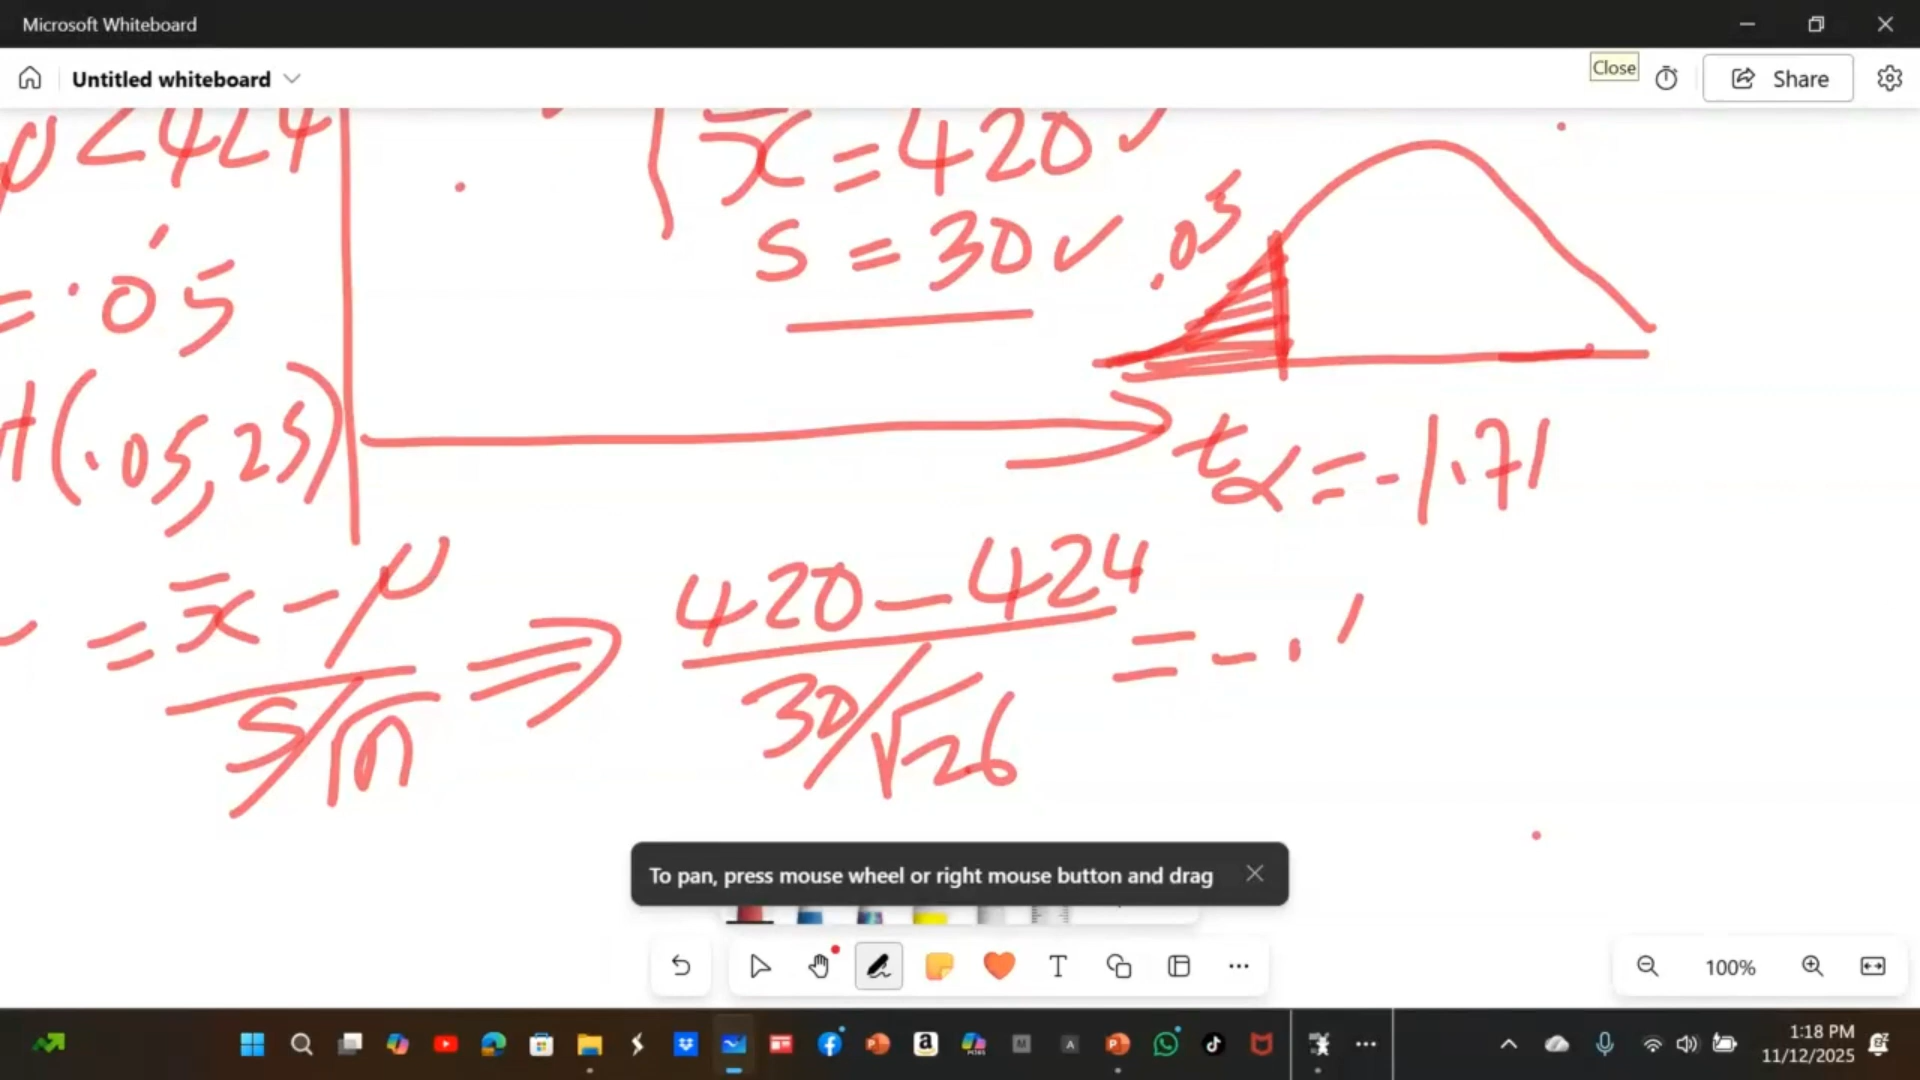 Microsoft Whiteboard
Untitled whiteboard
Close
Share
< 424
x̄ = 420 ✓
s = 30 ✓
.05
= .05
(.05, 25)
tα = -1.71
= x̄ - μ
s/√n
⇒ 420 - 424
30/√26
= - .
To pan, press mouse wheel or right mouse button and drag
T
100%
1:18 PM
11/12/2025